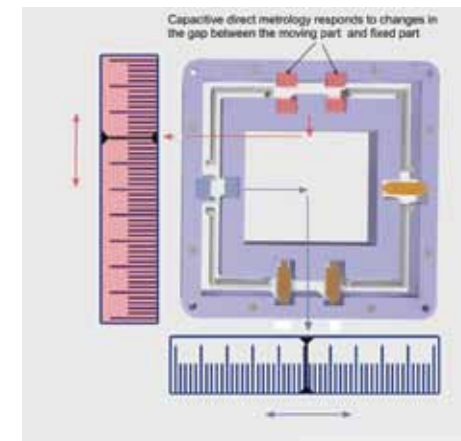 Capacitive direct metrology responds to changes in
the gap between the moving part and fixed part